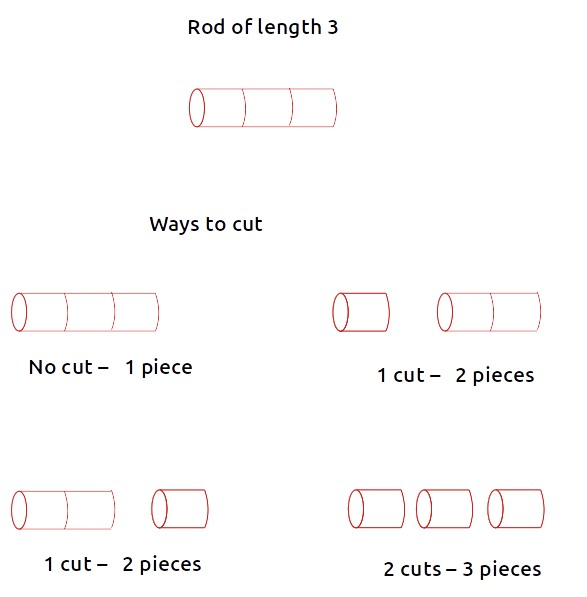 Rod of length 3
Ways to cut
No cut – 1 piece
1 cut – 2 pieces
1 cut – 2 pieces
2 cuts – 3 pieces